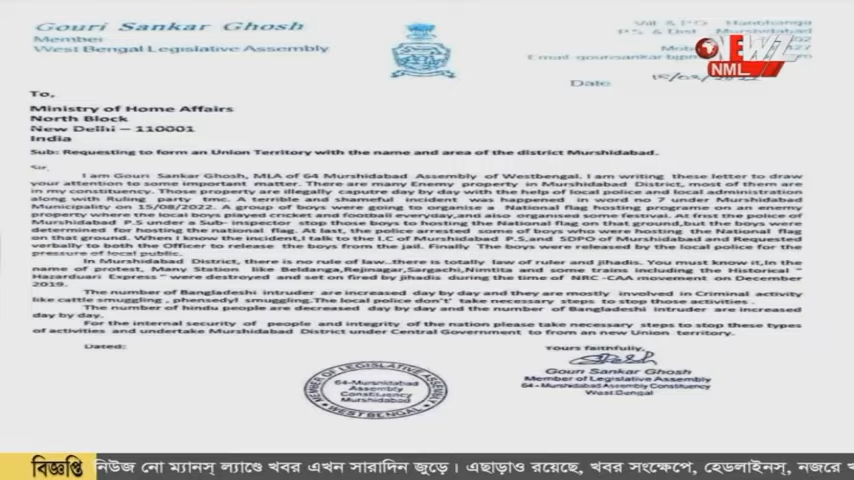 Gouri Sankar Ghosh
Member
West Bengal Legislative Assembly
P.S & Dist - Murshidabad
Date
NEWZ
NML
To,
Ministry of Home Affairs
North Block
New Delhi – 110001
India
Sub: Requesting to form an Union Territory with the name and area of the district Murshidabad.
Sir,
I am Gouri Sankar Ghosh, MLA of 64 Murshidabad Assembly of Westbengal. I am writing these letter to draw
your attention to some important matter. There are many Enemy property in Murshidabad District, most of them are
in my constituency. Those property are illegally caputre day by day with the help of local police and local administration
along with Ruling party tmc. A terrible and shameful incident was happened in word no 7 under Murshidabad
Municipality on 15/08/2022. A group of boys was going to organise a National flag hosting programe on an enemy
property where the local boys played cricket and football everyday,and also organised some festival. At frist the police of
Murshidabad P.S under a Sub- inspector stop those boys to hosting the National Flag on that ground,but the boys were
determined for hosting the national flag. At last, the police arrested some of boys who were hosting the National flag
on that ground. When I know the incident,I talk to the I.C of Murshidabad P.S,and SDPO of Murshidabad and Requested
verbally to both the Officer to release the boys from the jail. Finally The boys were released by the local police for the
pressure of local public.
In Murshidabad District, there is no rule of law..there is totally law of ruler and jihadis. You must know it,In the
name of protest, Many Station like Beldanga,Rejinagar,Sargachi,Nimtita and some trains including the Historical "
Hazarduari Express " were destroyed and set on fired by jihadis during the time of NRC -CAA movement on December
2019.
The number of Bangladeshi intruder are increased day by day and they are mostly involved in Criminal activity
like cattle smuggling, phensedyl smuggling.The local police don't' take necessary steps to stop those activities .
The number of hindu people are decreased day by day and the number of Bangladeshi intruder are increased
day by day.
For the internal security of people and integrity of the nation please take necessary steps to stop these types
of activities and undertake Murshidabad District under Central Government to from an new Union territory.
Dated:
Yours faithfully,
MEMBER OF LEGISLATIVE ASSEMBLY
64-Murshidabad
Assembly
Constituency
Murshidabad
WEST BENGAL
Gouri Sankar Ghosh
Member of Legislative Assembly
64 - Murshidabad Assembly Constituency
West Bengal
বিজ্ঞপ্তি নিউজ নো ম্যানস্ ল্যাণ্ডে খবর এখন সারাদিন জুড়ে। এছাড়াও রয়েছে, খবর সংক্ষেপে, হেডলাইনস্, নজরে